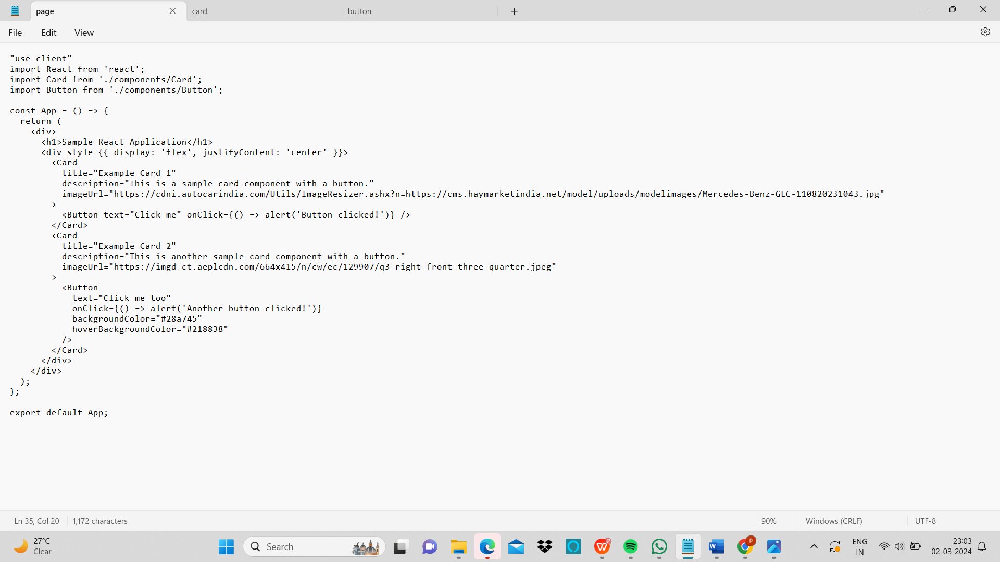 page
card
button
File
Edit
View
"use client"
import React from 'react';
import Card from './components/Card';
import Button from './components/Button';
const App = () => {
return (
<div>
<h1>Sample React Application</h1>
<div style={{ display: 'flex', justifyContent: 'center' }}>
<Card
title="Example Card 1"
description="This is a sample card component with a button."
imageUrl="https://cdni.autocarindia.com/Utils/ImageResizer.ashx?n=https://cms.haymarketindia.net/model/uploads/modelimages/Mercedes-Benz-GLC-110820231043.jpg"
>
<Button text="Click me" onClick={() => alert('Button clicked!')} />
</Card>
<Card
title="Example Card 2"
description="This is another sample card component with a button."
imageUrl="https://imgd-ct.aeplcdn.com/664x415/n/cw/ec/129907/q3-right-front-three-quarter.jpeg"
>
<Button
text="Click me too"
onClick={() => alert('Another button clicked!')}
backgroundColor="#28a745"
hoverBackgroundColor="#218838"
/>
</Card>
</div>
</div>
);
};
export default App;
Ln 35, Col 20
1,172 characters
90%
Windows (CRLF)
UTF-8
27°C
Clear
Search
ENG
IN
23:03
02-03-2024